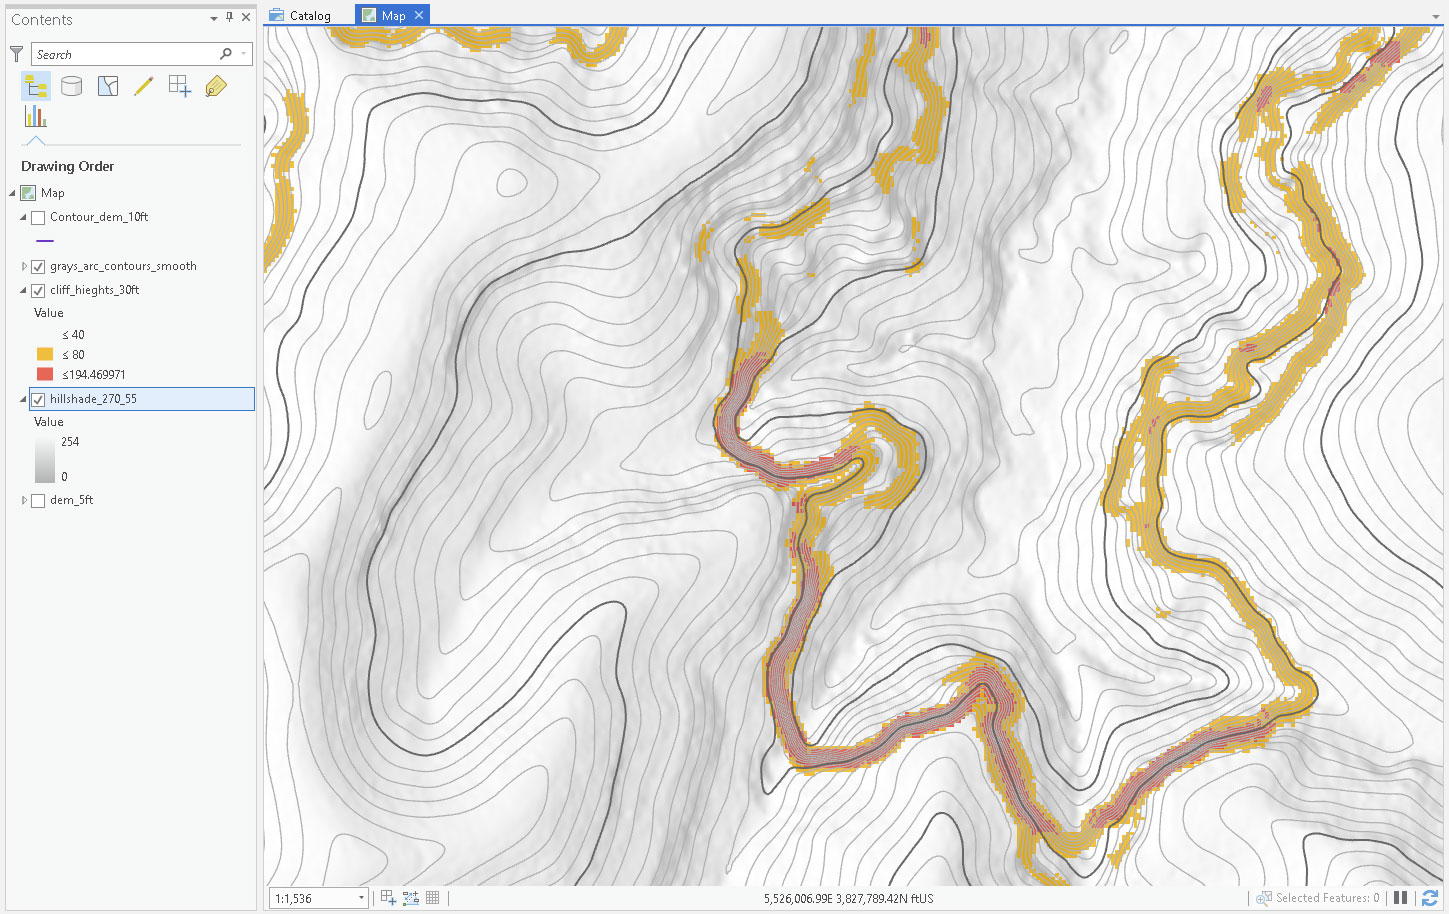 Contents
Catalog
Map
Search
Drawing Order
Map
Contour_dem_10ft
grays_arc_contours_smooth
cliff_hieghts_30ft
Value
≤ 40
≤ 80
≤194.469971
hillshade_270_55
Value
254
0
dem_5ft
1:1,536
5,526,006.99E 3,827,789.42N ftUS
Selected Features: 0